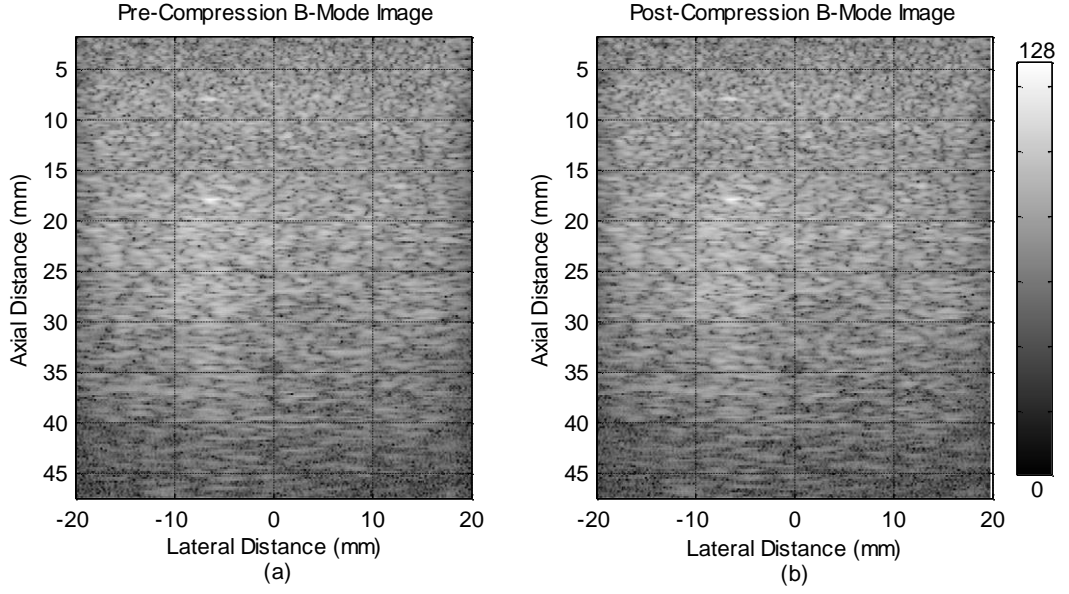 Pre-Compression B-Mode Image
5
10
15
20
25
30
35
40
45
Axial Distance (mm)
-20 -10 0 10 20
Lateral Distance (mm)
(a)
Post-Compression B-Mode Image
5
10
15
20
25
30
35
40
45
Axial Distance (mm)
-20 -10 0 10 20
Lateral Distance (mm)
(b)
128
0